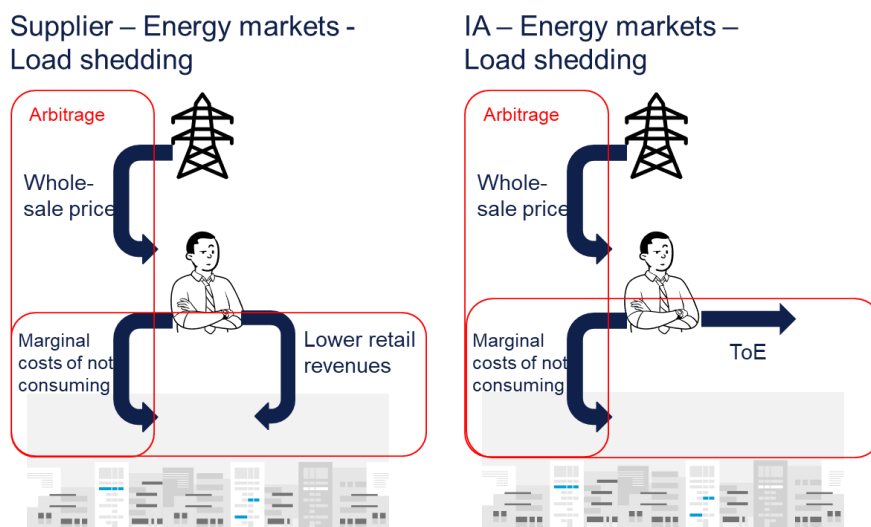 Supplier – Energy markets -
Load shedding
Arbitrage
Whole-
sale price
Marginal
costs of not
consuming
Lower retail
revenues
IA – Energy markets –
Load shedding
Arbitrage
Whole-
sale price
Marginal
costs of not
consuming
ToE